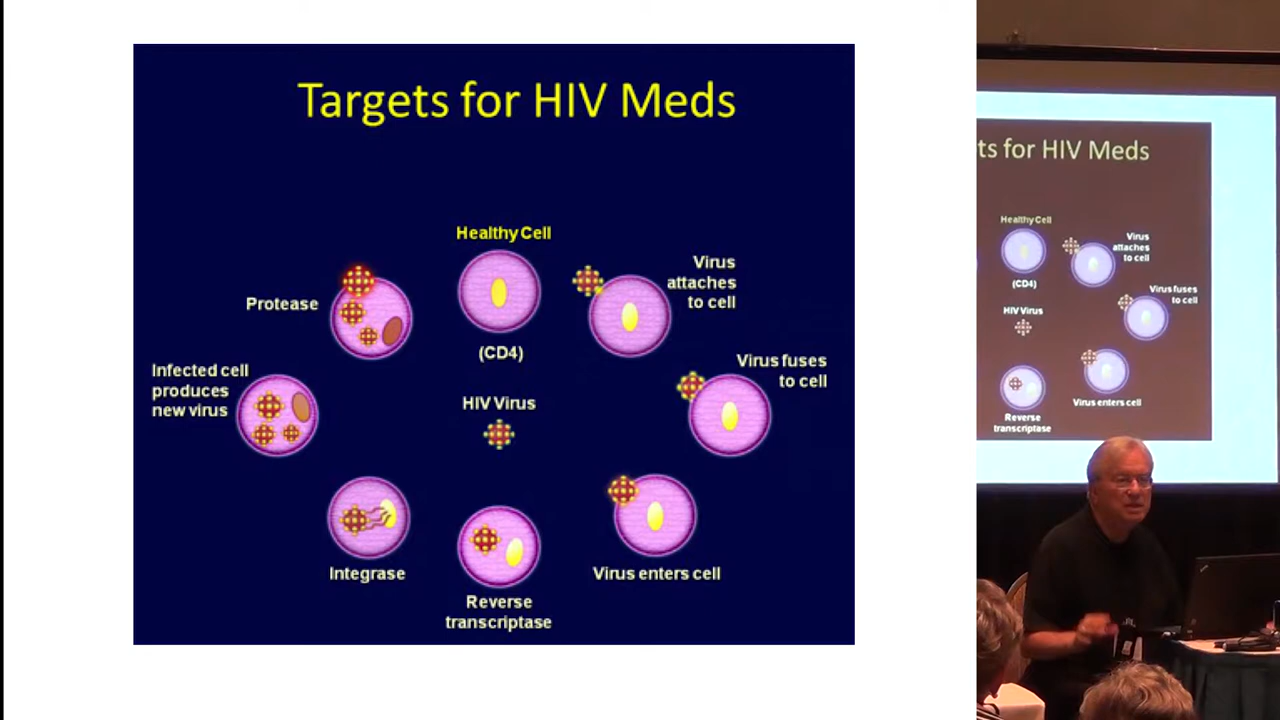 Targets for HIV Meds
Healthy Cell
(CD4)
Virus
attaches
to cell
Virus fuses
to cell
Virus enters cell
Reverse
transcriptase
Integrase
Infected cell
produces
new virus
Protease
HIV Virus
ts for HIV Meds
Healthy Cell
(CD4)
Virus
attaches
to cell
Virus fuses
to cell
Virus enters cell
Reverse
transcriptase
HIV Virus